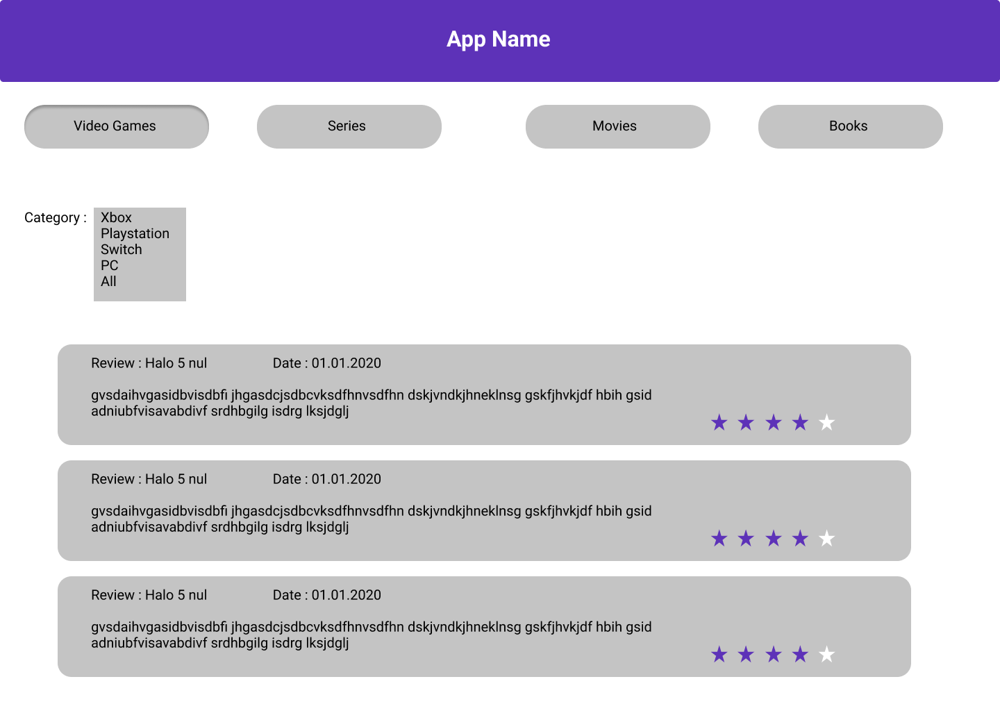 App Name
Video Games
Series
Movies
Books
Category :
Xbox
Playstation
Switch
PC
All
Review : Halo 5 nul
Date : 01.01.2020
gvsdaihvgasidbvisdbfi jhgasdcjsdbcvksdfhnvsdfhn dskjvndkjhneklnsg gskfjhvkjdf hbih gsid
adniubfvisavabdivf srdhbgilg isdrg lksjdglj
Review : Halo 5 nul
Date : 01.01.2020
gvsdaihvgasidbvisdbfi jhgasdcjsdbcvksdfhnvsdfhn dskjvndkjhneklnsg gskfjhvkjdf hbih gsid
adniubfvisavabdivf srdhbgilg isdrg lksjdglj
Review : Halo 5 nul
Date : 01.01.2020
gvsdaihvgasidbvisdbfi jhgasdcjsdbcvksdfhnvsdfhn dskjvndkjhneklnsg gskfjhvkjdf hbih gsid
adniubfvisavabdivf srdhbgilg isdrg lksjdglj